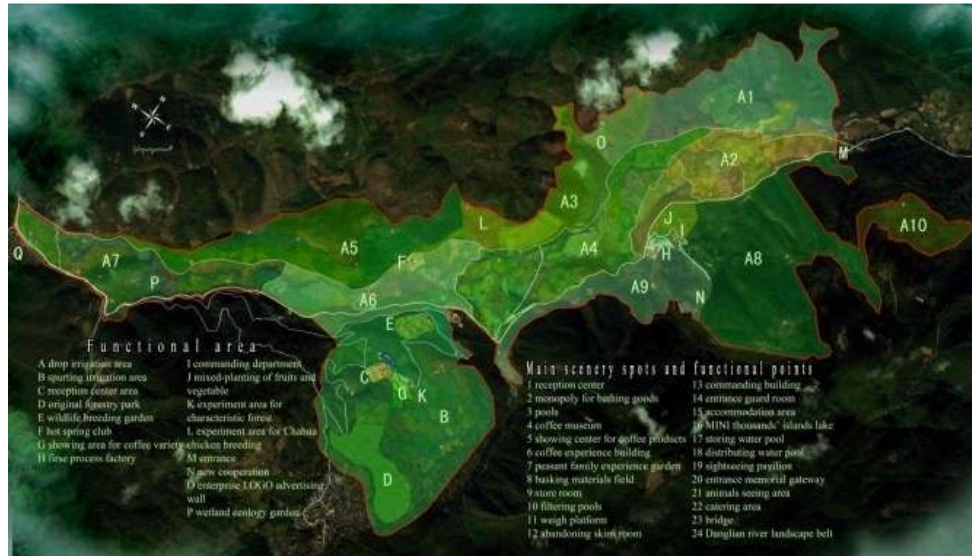 A1
O
A2
M
A3
L
J
I
A10
Q
A5
A4
H
A8
A7
F
P
A6
A9
N
E
C
G
K
B
D
Functional area
A drop irrigation area
B spurting irrigation area
C reception center area
D original forestry park
E wildlife breeding garden
F hot spring club
G showing area for coffee variety
H firse process factory
I commanding department
J mixed-planting of fruits and
vegetable
K experiment area for
characteristic forest
L experiment area for Chahua
chicken breeding
M entrance
N new cooperation
O enterprise LOGO advertising
wall
P wetland ecology garden
Main scenery spots and functional points
1 reception center
2 monopoly for bathing goods
3 pools
4 coffee museum
5 showing center for coffee products
6 coffee experience building
7 peasant family experience garden
8 basking materials field
9 store room
10 filtering pools
11 weigh platform
12 abandoning skins room
13 commanding building
14 entrance guard room
15 accommodation area
16 MINI thousands' islands lake
17 storing water pool
18 distributing water pool
19 sightseeing pavilion
20 entrance memorial gateway
21 animals seeing area
22 catering area
23 bridge
24 Danglian river landscape belt